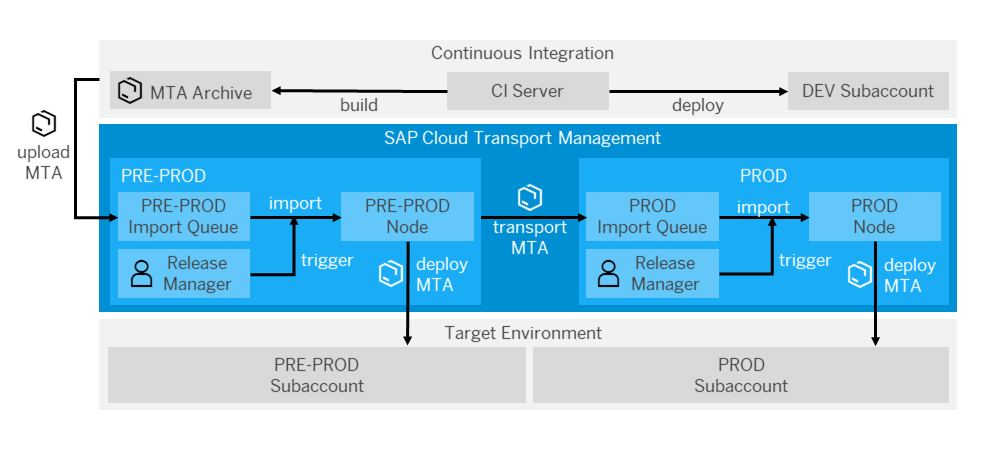 Continuous Integration
MTA Archive
build
CI Server
deploy
DEV Subaccount
upload
MTA
SAP Cloud Transport Management
PRE-PROD
PRE-PROD
Import Queue
import
PRE-PROD
Node
Release
Manager
trigger
deploy
MTA
transport
MTA
PROD
PROD
Import Queue
import
PROD
Node
Release
Manager
trigger
deploy
MTA
Target Environment
PRE-PROD
Subaccount
PROD
Subaccount